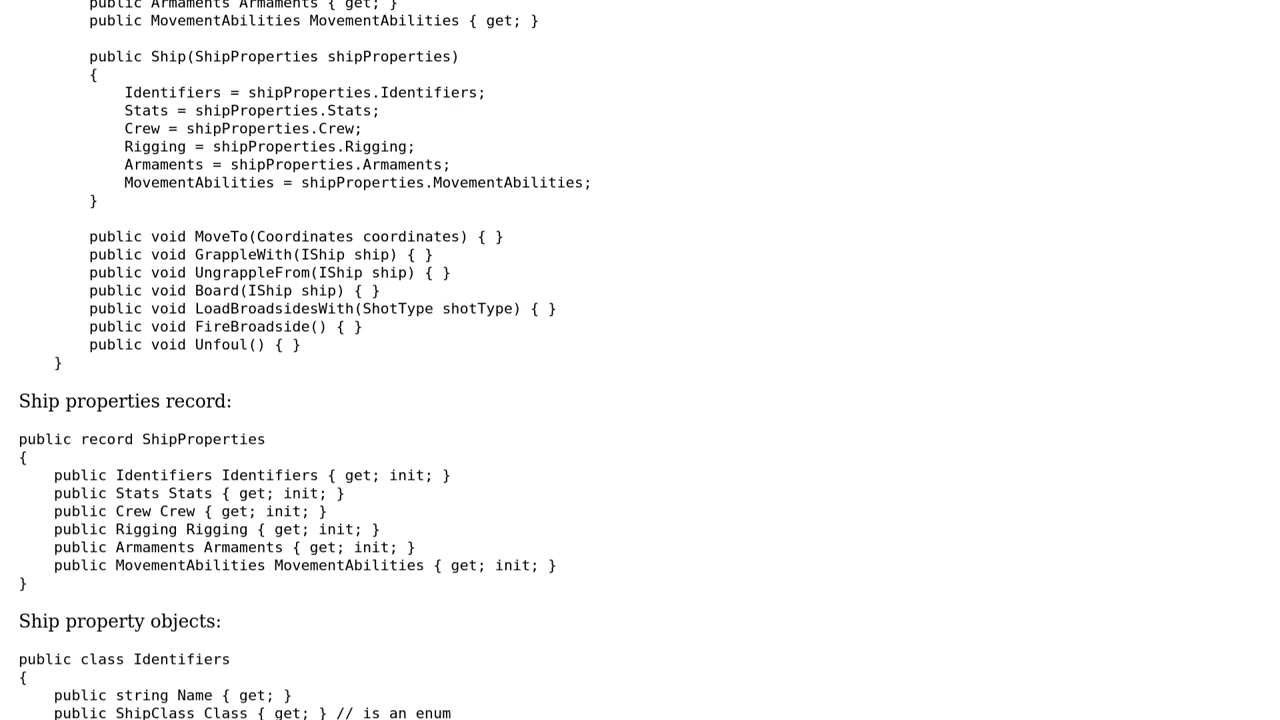 public Armaments Armaments { get; }
public MovementAbilities MovementAbilities { get; }
public Ship(ShipProperties shipProperties)
{
Identifiers = shipProperties.Identifiers;
Stats = shipProperties.Stats;
Crew = shipProperties.Crew;
Rigging = shipProperties.Rigging;
Armaments = shipProperties.Armaments;
MovementAbilities = shipProperties.MovementAbilities;
}
public void MoveTo(Coordinates coordinates) { }
public void GrappleWith(IShip ship) { }
public void UngrappleFrom(IShip ship) { }
public void Board(IShip ship) { }
public void LoadBroadsidesWith(ShotType shotType) { }
public void FireBroadside() { }
public void Unfoul() { }
}
Ship properties record:
public record ShipProperties
{
public Identifiers Identifiers { get; init; }
public Stats Stats { get; init; }
public Crew Crew { get; init; }
public Rigging Rigging { get; init; }
public Armaments Armaments { get; init; }
public MovementAbilities MovementAbilities { get; init; }
}
Ship property objects:
public class Identifiers
{
public string Name { get; }
public ShipClass Class { get; } // is an enum